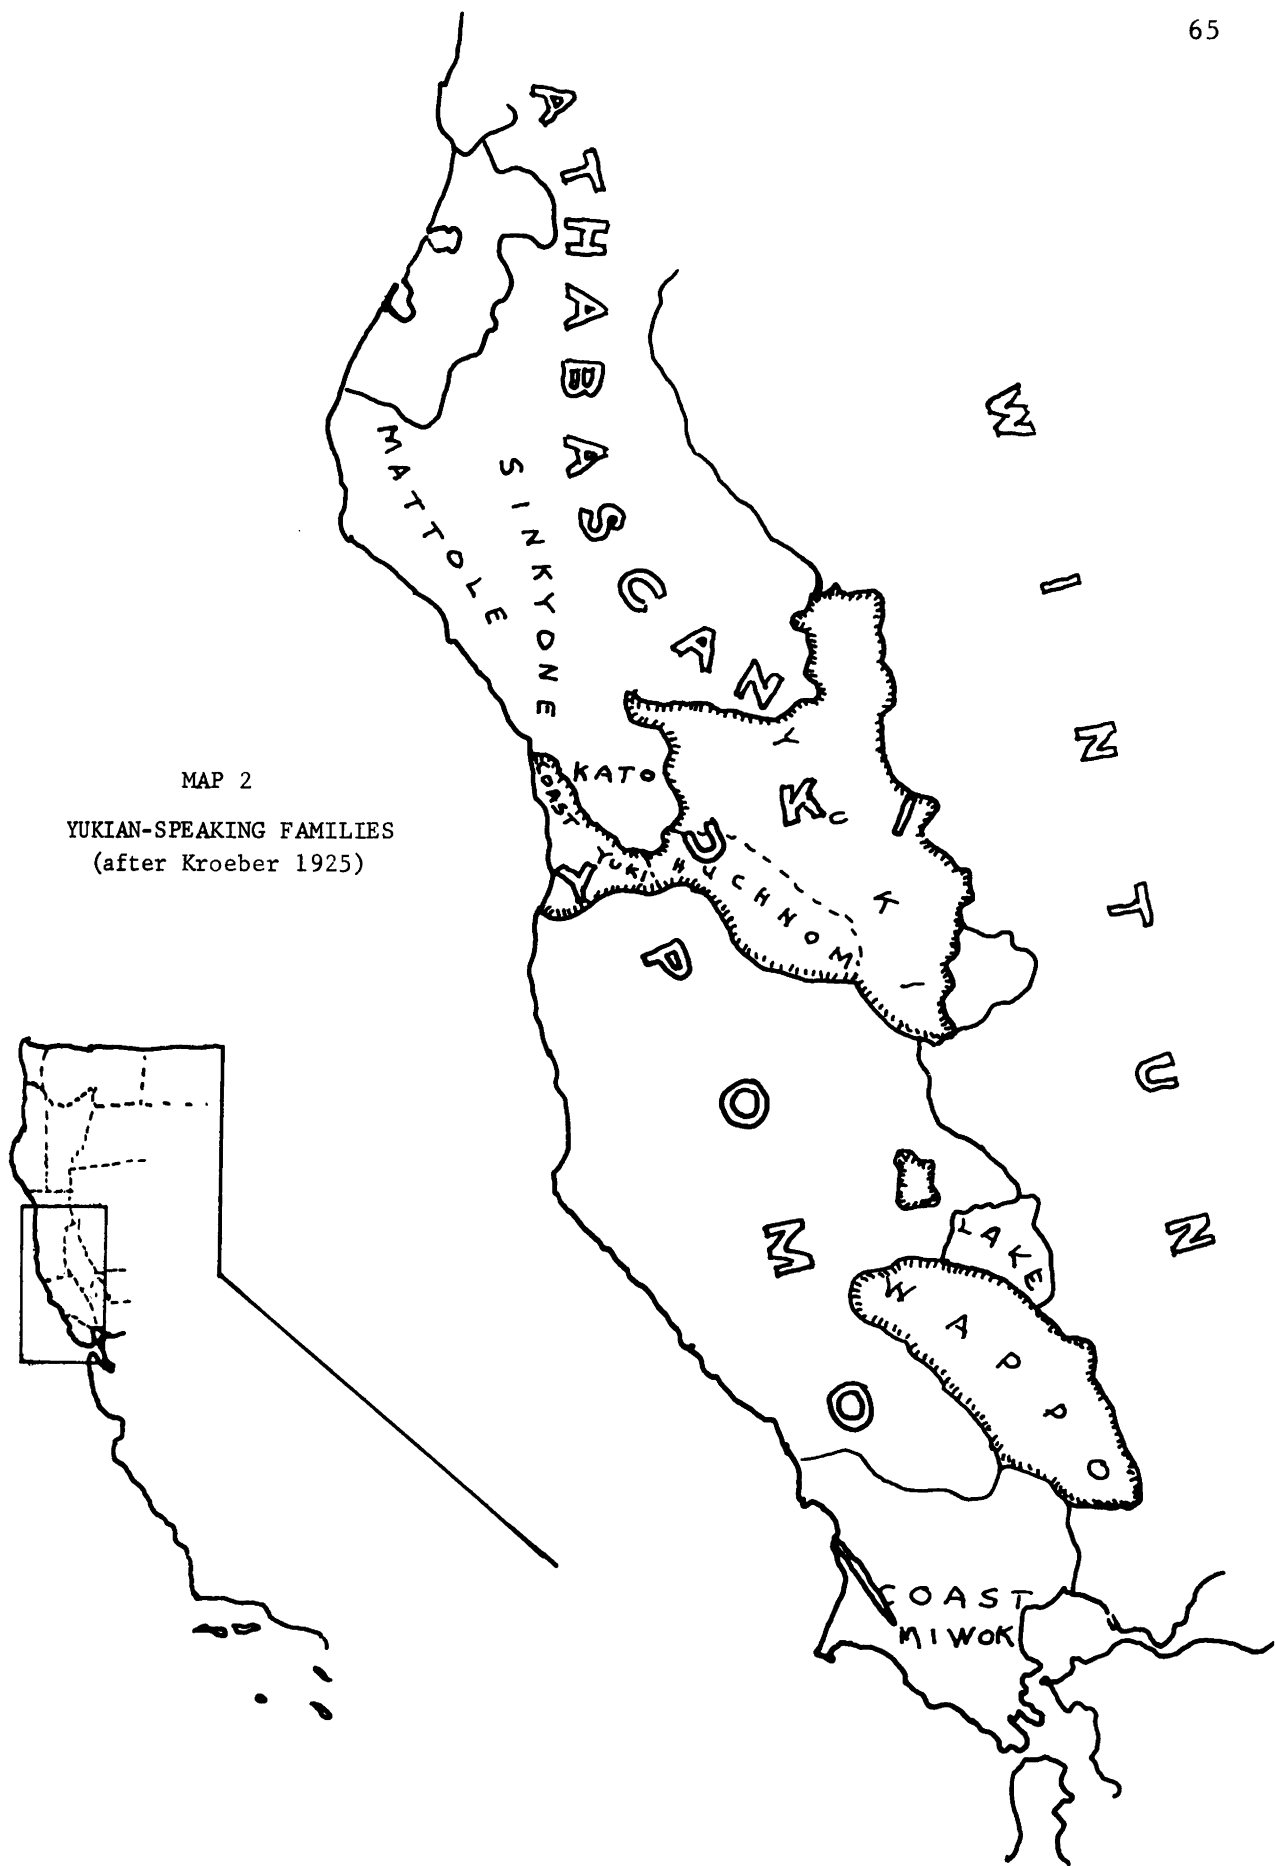 65
ATHABASCAN
WINTUN
MATTOLE
SINKYONE
KATO
YUKI
YUKI
COAST
YUKI
HUCHNOM
MAP 2
YUKIAN-SPEAKING FAMILIES
(after Kroeber 1925)
POMO
LAKE
WAPPO
COAST
MIWOK